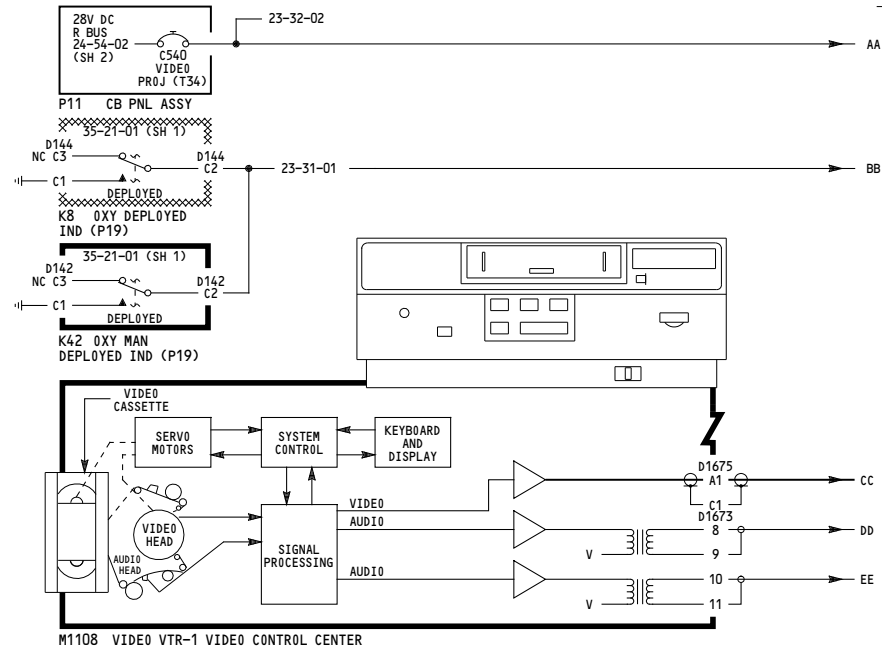 28V DC
R BUS
24-54-02
(SH 2)
C540
VIDEO
PROJ (T34)
23-32-02
AA
P11 CB PNL ASSY
35-21-01 (SH 1)
D144
NC C3
D144
C2
C1
DEPLOYED
23-31-01
BB
K8 OXY DEPLOYED
IND (P19)
35-21-01 (SH 1)
D142
NC C3
D142
C2
C1
DEPLOYED
K42 OXY MAN
DEPLOYED IND (P19)
VIDEO
CASSETTE
SERVO
MOTORS
SYSTEM
CONTROL
KEYBOARD
AND
DISPLAY
D1675
A1
CC
C1
VIDEO
HEAD
AUDIO
HEAD
SIGNAL
PROCESSING
VIDEO
AUDIO
AUDIO
D1673
8
DD
V
9
10
EE
V
11
M1108 VIDEO VTR-1 VIDEO CONTROL CENTER